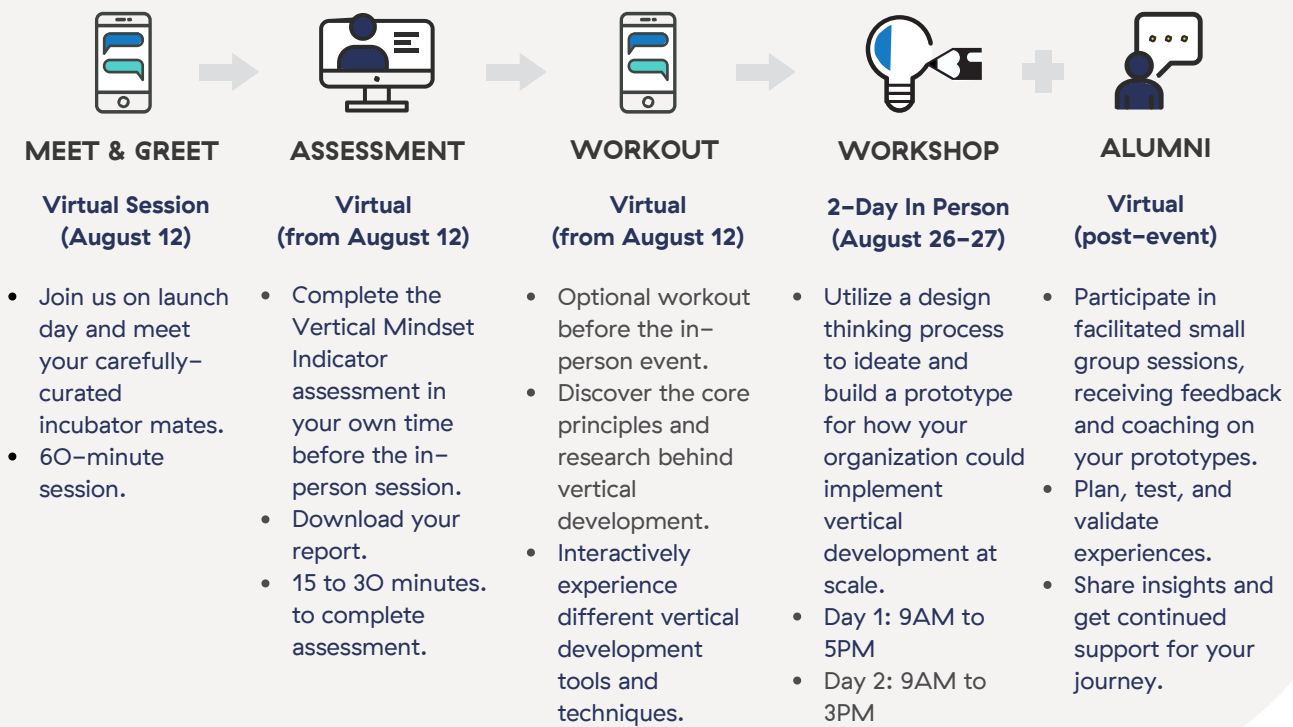 MEET & GREET
Virtual Session
(August 12)
• Join us on launch
day and meet
your carefully-
curated
incubator mates.
• 60-minute
session.
ASSESSMENT
Virtual
(from August 12)
• Complete the
Vertical Mindset
Indicator
assessment in
your own time
before the in-
person session.
• Download your
report.
• 15 to 30 minutes.
to complete
assessment.
WORKOUT
Virtual
(from August 12)
• Optional workout
before the in-
person event.
• Discover the core
principles and
research behind
vertical
development.
• Interactively
experience
different vertical
development
tools and
techniques.
WORKSHOP
2-Day In Person
(August 26-27)
• Utilize a design
thinking process
to ideate and
build a prototype
for how your
organization could
implement
vertical
development at
scale.
• Day 1: 9AM to
5PM
• Day 2: 9AM to
3PM
ALUMNI
Virtual
(post-event)
• Participate in
facilitated small
group sessions,
receiving feedback
and coaching on
your prototypes.
• Plan, test, and
validate
experiences.
• Share insights and
get continued
support for your
journey.